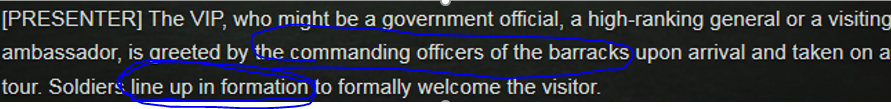 [PRESENTER] The VIP, who might be a government official, a high-ranking general or a visiting
ambassador, is greeted by the commanding officers of the barracks upon arrival and taken on a
tour. Soldiers line up in formation to formally welcome the visitor.